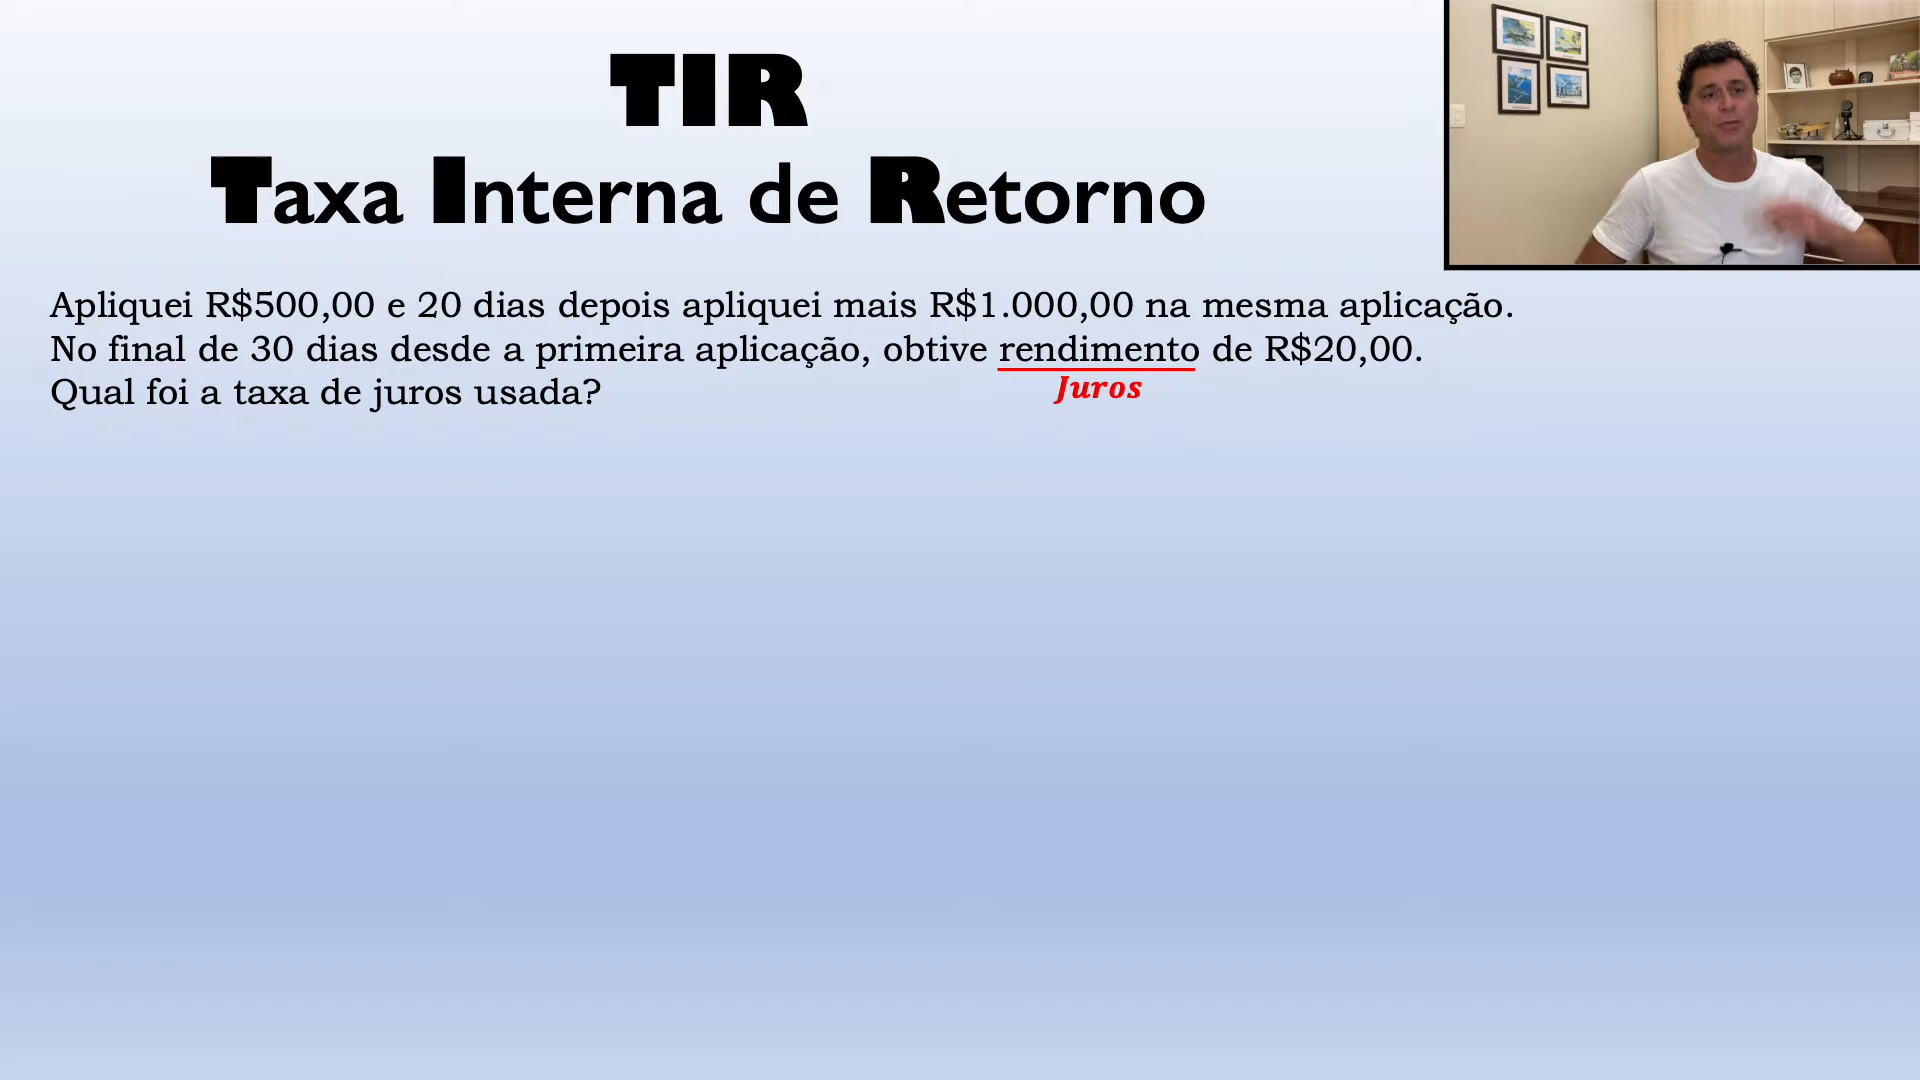 TIR
Taxa Interna de Retorno
Apliquei R$500,00 e 20 dias depois apliquei mais R$1.000,00 na mesma aplicação.
No final de 30 dias desde a primeira aplicação, obtive rendimento de R$20,00.
Juros
Qual foi a taxa de juros usada?